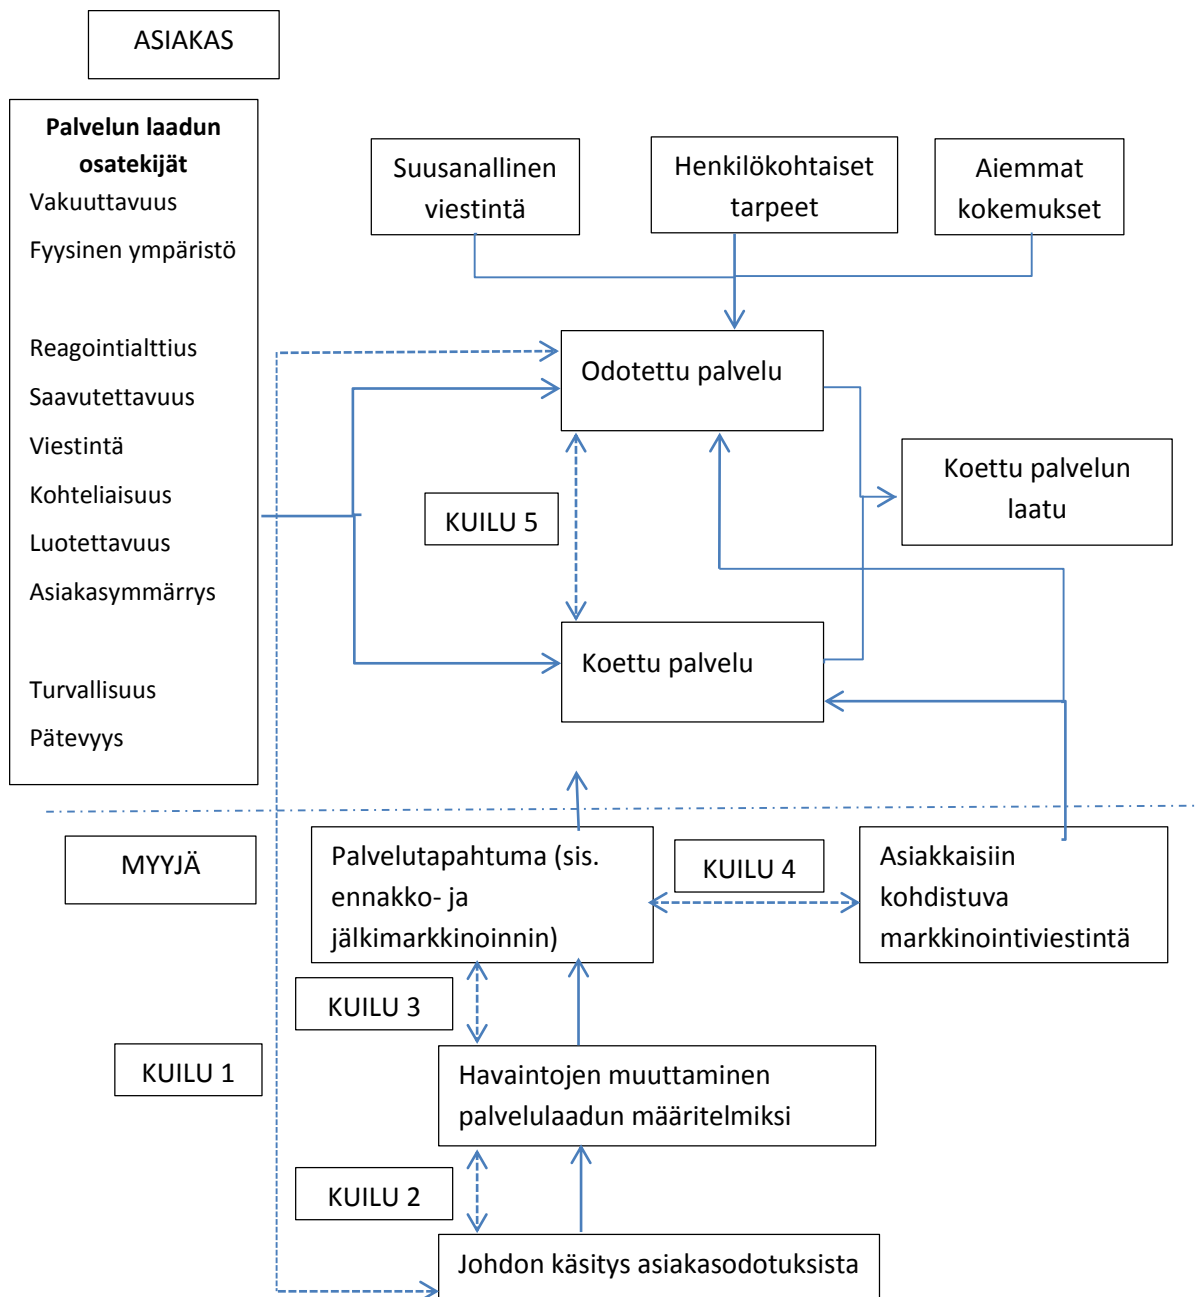 ASIAKAS
Palvelun laadun
osatekijät
Vakuuttavuus
Fyysinen ympäristö
Reagointialttius
Saavutettavuus
Viestintä
Kohteliaisuus
Luotettavuus
Asiakasymmärrys
Turvallisuus
Pätevyys
Suusanallinen
viestintä
Henkilökohtaiset
tarpeet
Aiemmat
kokemukset
Odotettu palvelu
KUILU 5
Koettu palvelun
laatu
Koettu palvelu
MYYJÄ
Palvelutapahtuma (sis.
ennakko- ja
jälkimarkkinoinnin)
KUILU 4
Asiakkaisiin
kohdistuva
markkinointiviestintä
KUILU 3
KUILU 1
Havaintojen muuttaminen
palvelulaadun määritelmiksi
KUILU 2
Johdon käsitys asiakasodotuksista